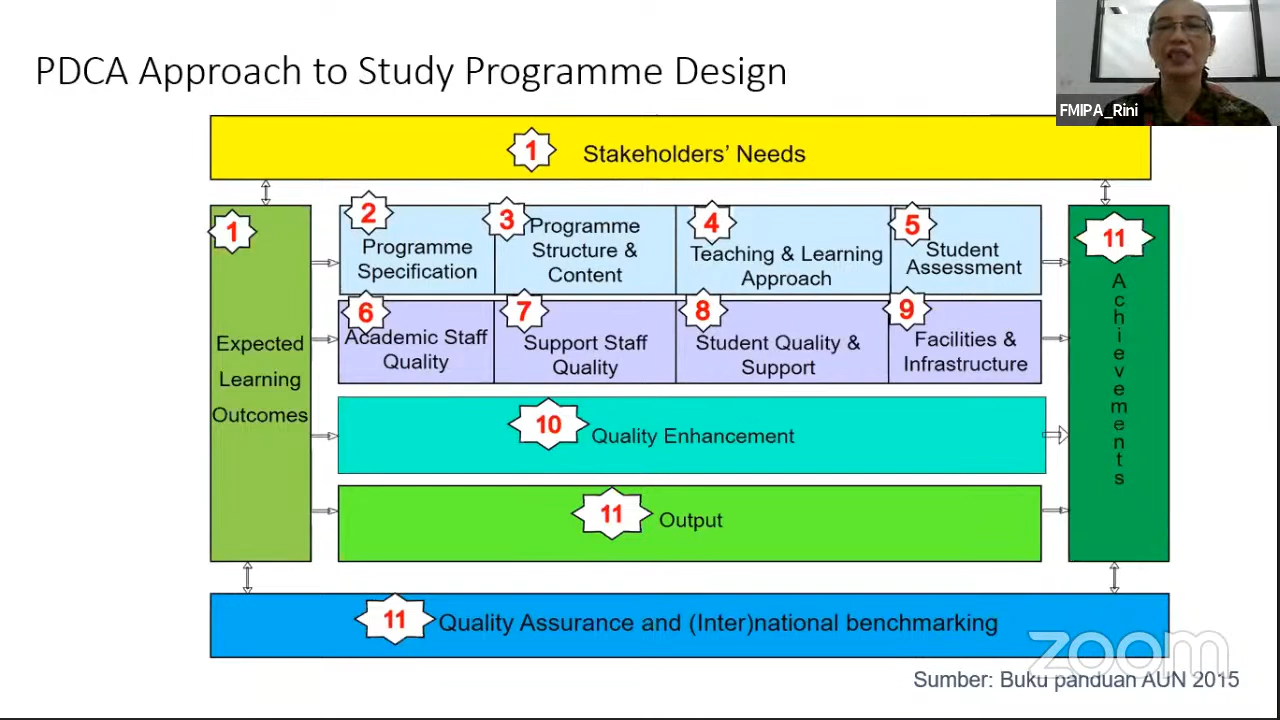 PDCA Approach to Study Programme Design
FMIPA_Rini
1 Stakeholders’ Needs
1
Expected
Learning
Outcomes
2
Programme
Specification
3
Programme
Structure &
Content
4
Teaching & Learning
Approach
5
Student
Assessment
6
Academic Staff
Quality
7
Support Staff
Quality
8
Student Quality &
Support
9
Facilities &
Infrastructure
10 Quality Enhancement
11 Output
11
Achievements
11 Quality Assurance and (Inter)national benchmarking
zoom
Sumber: Buku panduan AUN 2015